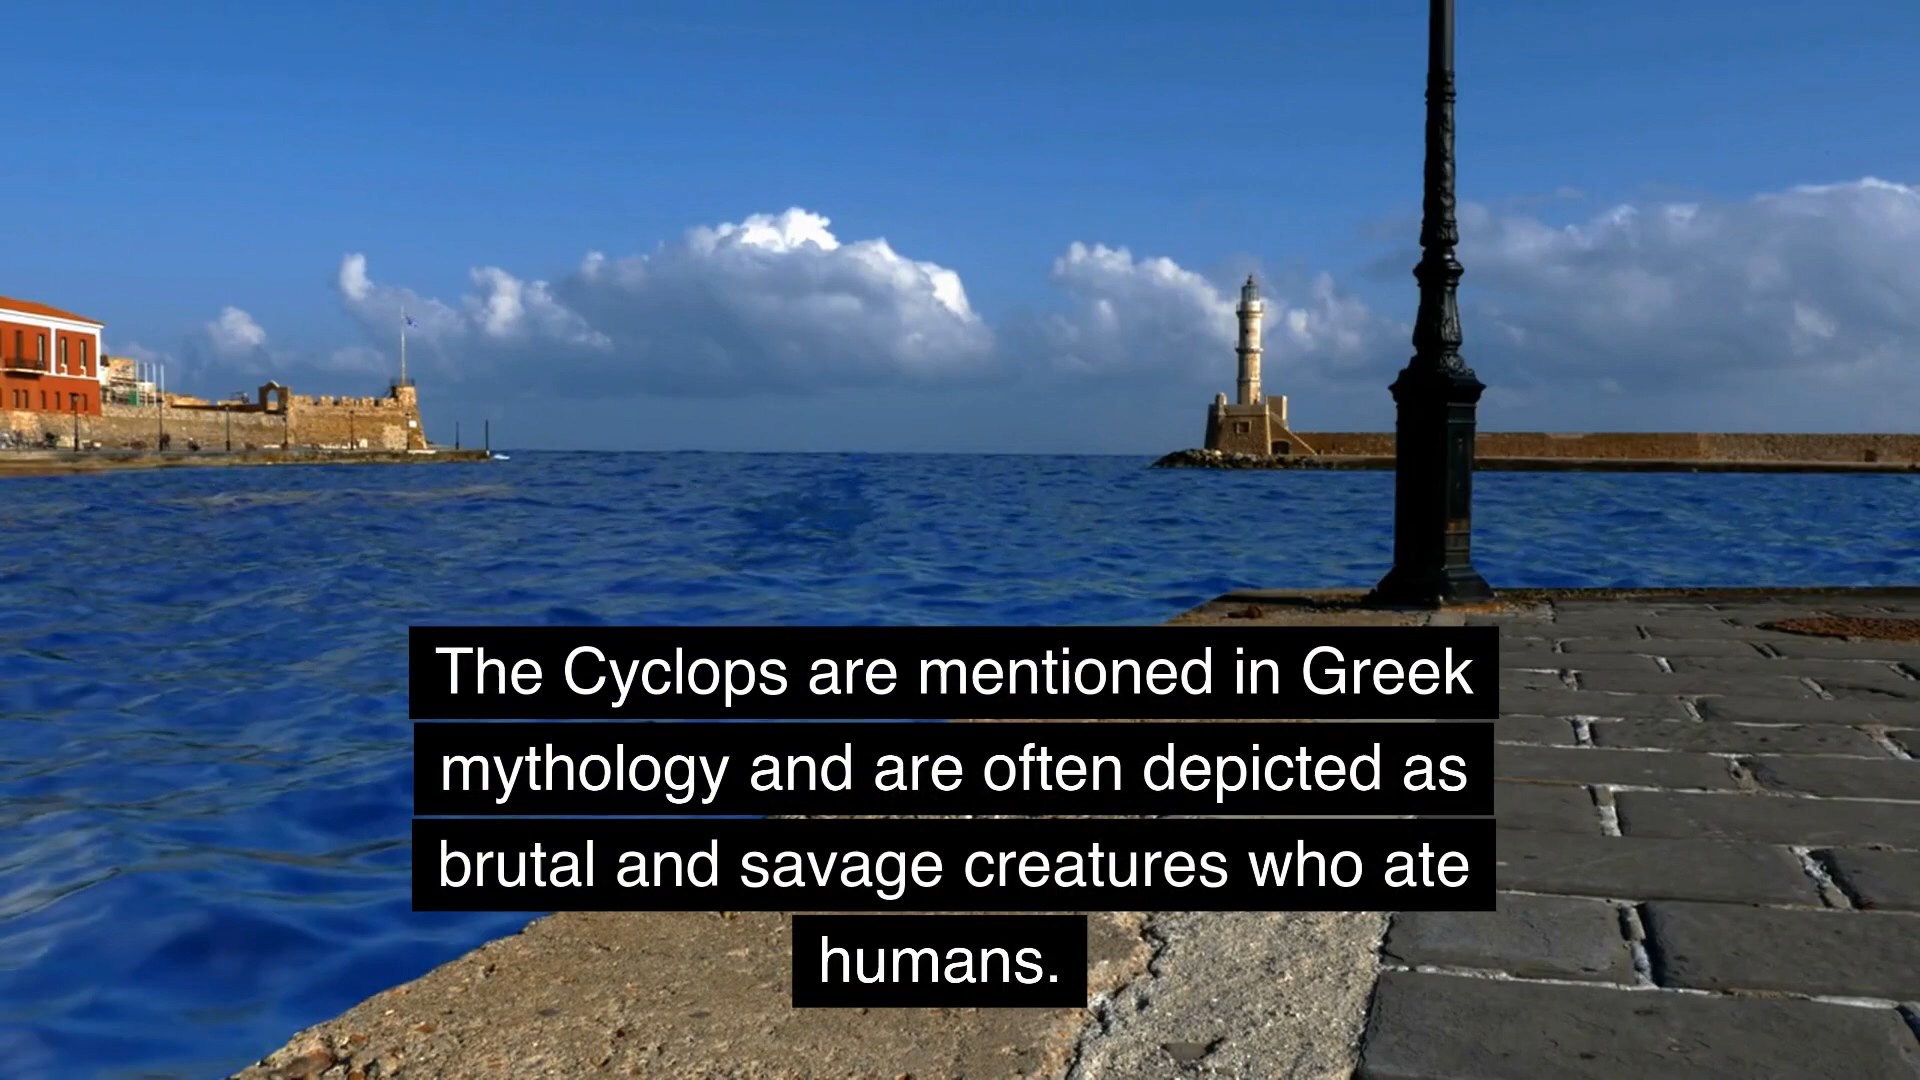 The Cyclops are mentioned in Greek
mythology and are often depicted as
brutal and savage creatures who ate
humans.